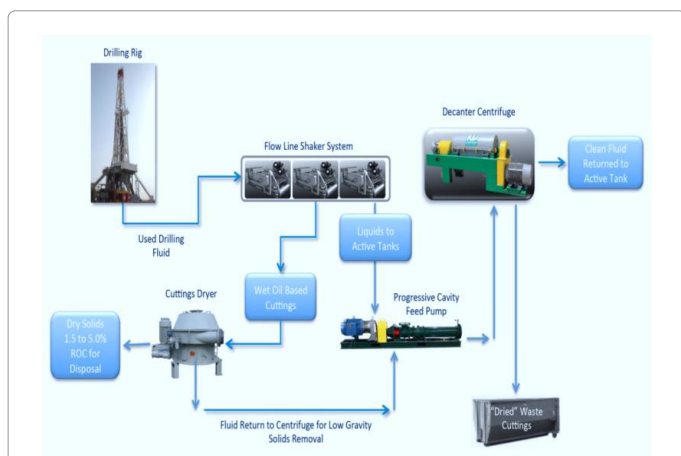 Drilling Rig
Decanter Centrifuge
Flow Line Shaker System
Clean Fluid
Returned to
Active Tank
Used Drilling
Fluid
Liquids to
Active Tanks
Wet Oil Based
Cuttings
Cuttings Dryer
Progressive Cavity
Feed Pump
Dry Solids
1.5 to 5.0%
ROC for
Disposal
Fluid Return to Centrifuge for Low Gravity
Solids Removal
"Dried" Waste
Cuttings